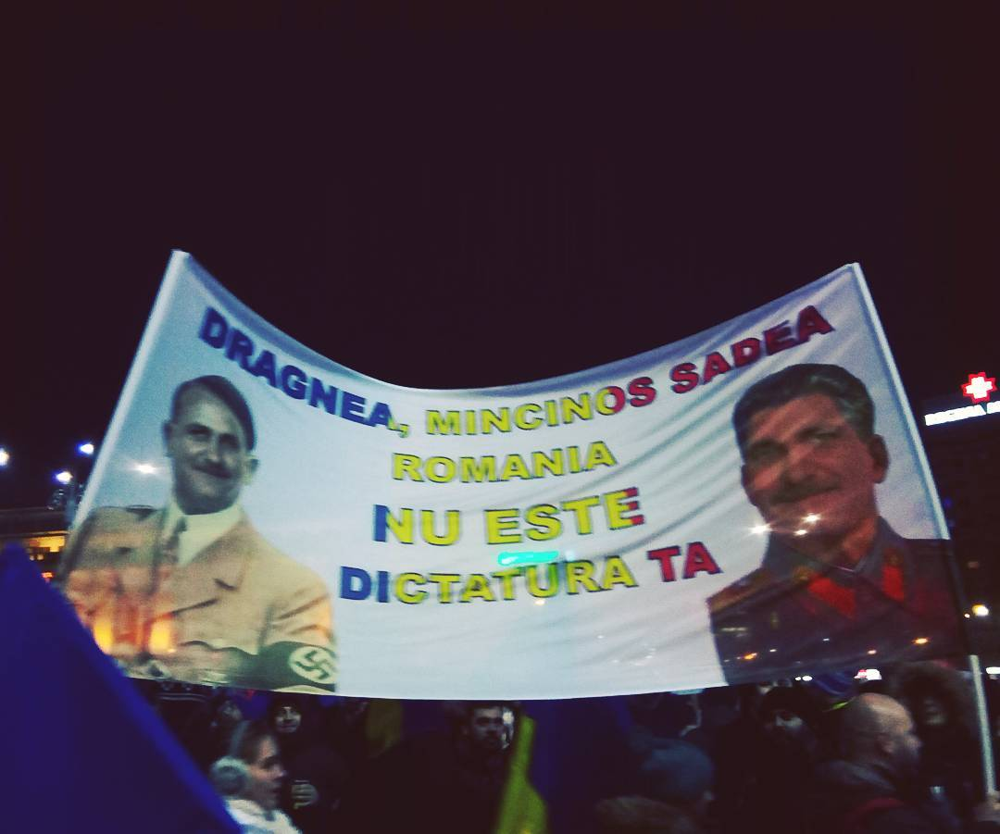 DRAGNEA, MINCINOS SADEA
ROMANIA
NU ESTE
DICTATURA TA